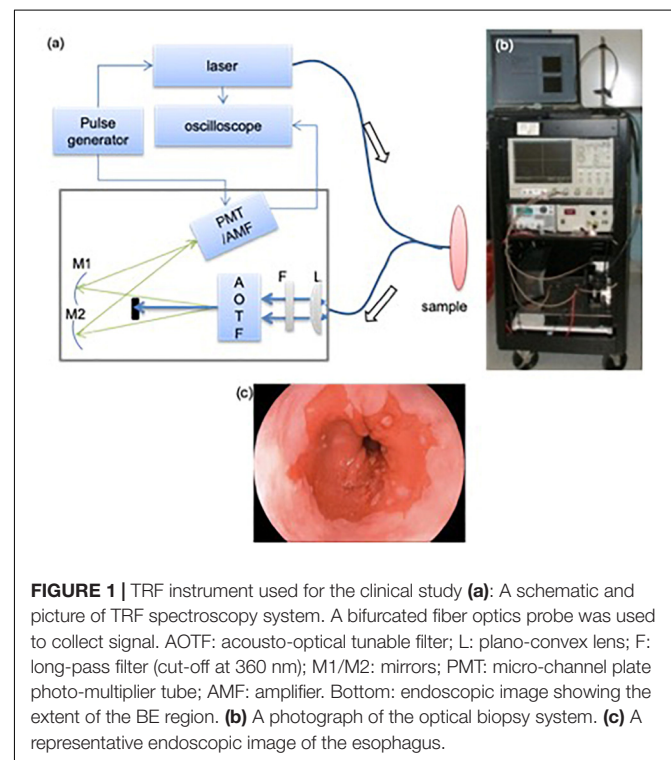 (a)
laser
Pulse
generator
oscilloscope
PMT
/AMF
M1
M2
A
O
T
F
F
L
sample
(b)
(c)
FIGURE 1 | TRF instrument used for the clinical study (a): A schematic and
picture of TRF spectroscopy system. A bifurcated fiber optics probe was used
to collect signal. AOTF: acousto-optical tunable filter; L: plano-convex lens; F:
long-pass filter (cut-off at 360 nm); M1/M2: mirrors; PMT: micro-channel plate
photo-multiplier tube; AMF: amplifier. Bottom: endoscopic image showing the
extent of the BE region. (b) A photograph of the optical biopsy system. (c) A
representative endoscopic image of the esophagus.